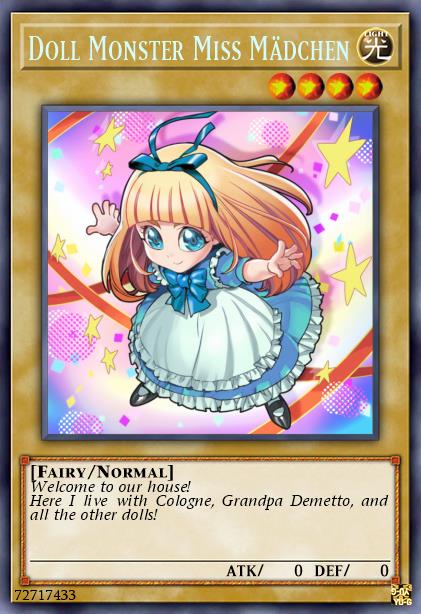 Doll Monster Miss Mädchen
LIGHT
光
[Fairy/Normal]
Welcome to our house!
Here I live with Cologne, Grandpa Demetto, and
all the other dolls!
ATK/ 0 DEF/ 0
72717433